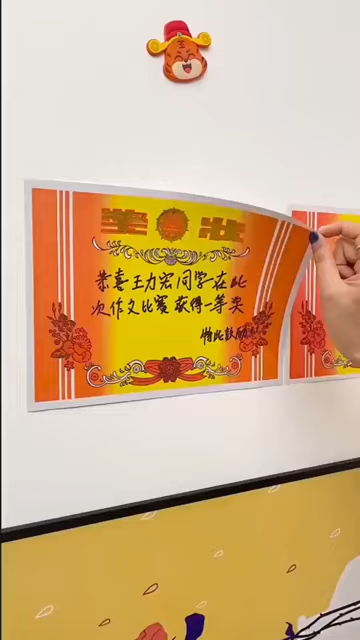 奖状
恭喜王力宏同学在此
次作文比赛获得一等奖
特此鼓励